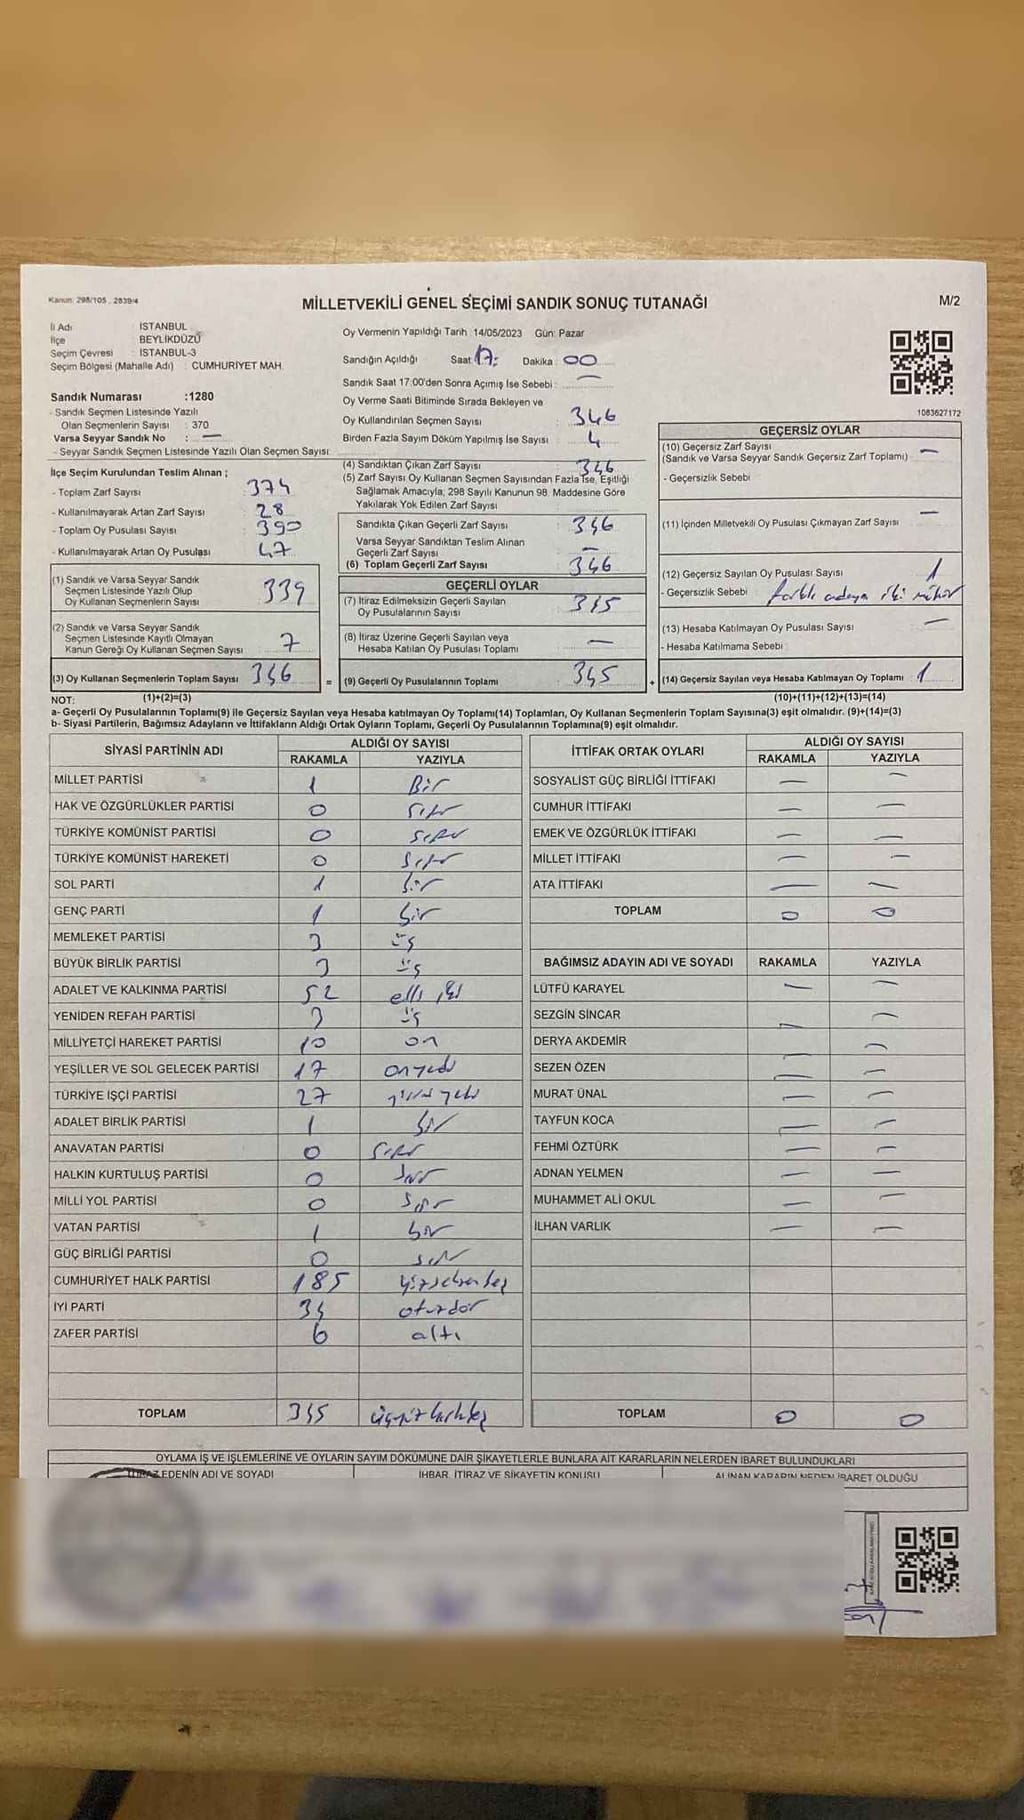 Kanun: 298/105 , 2839/4
MİLLETVEKİLİ GENEL SEÇİMİ SANDIK SONUÇ TUTANAĞI
M/2
İl Adı : İSTANBUL
İlçe : BEYLİKDÜZÜ
Seçim Çevresi : İSTANBUL-3
Seçim Bölgesi (Mahalle Adı) : CUMHURİYET MAH.
Oy Vermenin Yapıldığı Tarih :14/05/2023 Gün: Pazar
Sandığın Açıldığı Saat : 17: Dakika : 00
Sandık Saat 17:00'den Sonra Açımış İse Sebebi : —
Sandık Numarası :1280
- Sandık Seçmen Listesinde Yazılı
Olan Seçmenlerin Sayısı : 370
Varsa Seyyar Sandık No : —
- Seyyar Sandık Seçmen Listesinde Yazılı Olan Seçmen Sayısı:
Oy Verme Saati Bitiminde Sırada Bekleyen ve
Oy Kullandırılan Seçmen Sayısı : 346
Birden Fazla Sayım Döküm Yapılmış İse Sayısı : 4
1083627172
İlçe Seçim Kurulundan Teslim Alınan ;
- Toplam Zarf Sayısı : 374
- Kullanılmayarak Artan Zarf Sayısı : 28
- Toplam Oy Pusulası Sayısı : 390
- Kullanılmayarak Artan Oy Pusulası : 47
(1) Sandık ve Varsa Seyyar Sandık
Seçmen Listesinde Yazılı Olup
Oy Kullanan Seçmenlerin Sayısı 339
(2) Sandık ve Varsa Seyyar Sandık
Seçmen Listesinde Kayıtlı Olmayan
Kanun Gereği Oy Kullanan Seçmen Sayısı 7
(3) Oy Kullanan Seçmenlerin Toplam Sayısı 346
(4) Sandıktan Çıkan Zarf Sayısı : 346
(5) Zarf Sayısı Oy Kullanan Seçmen Sayısından Fazla İse, Eşitliği
Sağlamak Amacıyla; 298 Sayılı Kanunun 98. Maddesine Göre
Yakılarak Yok Edilen Zarf Sayısı :
Sandıkta Çıkan Geçerli Zarf Sayısı : 346
Varsa Seyyar Sandıktan Teslim Alınan
Geçerli Zarf Sayısı : —
(6) Toplam Geçerli Zarf Sayısı : 346
GEÇERLİ OYLAR
(7) İtiraz Edilmeksizin Geçerli Sayılan
Oy Pusulalarının Sayısı 345
(8) İtiraz Üzerine Geçerli Sayılan veya
Hesaba Katılan Oy Pusulası Toplamı —
= (9) Geçerli Oy Pusulalarının Toplamı 345 +
GEÇERSİZ OYLAR
(10) Geçersiz Zarf Sayısı
(Sandık ve Varsa Seyyar Sandık Geçersiz Zarf Toplamı) : —
- Geçersizlik Sebebi
(11) İçinden Milletvekili Oy Pusulası Çıkmayan Zarf Sayısı : —
(12) Geçersiz Sayılan Oy Pusulası Sayısı : 1
- Geçersizlik Sebebi : farklı adaya iki mühür
(13) Hesaba Katılmayan Oy Pusulası Sayısı : —
- Hesaba Katılmama Sebebi :
(14) Geçersiz Sayılan veya Hesaba Katılmayan Oy Toplamı 1
NOT: (1)+(2)=(3) (10)+(11)+(12)+(13)=(14)
a- Geçerli Oy Pusulalarının Toplamı(9) ile Geçersiz Sayılan veya Hesaba katılmayan Oy Toplamı(14) Toplamları, Oy Kullanan Seçmenlerin Toplam Sayısına(3) eşit olmalıdır. (9)+(14)=(3)
b- Siyasi Partilerin, Bağımsız Adayların ve İttifakların Aldığı Ortak Oyların Toplamı, Geçerli Oy Pusulalarının Toplamına(9) eşit olmalıdır.
SİYASİ PARTİNİN ADI ALDIĞI OY SAYISI
RAKAMLA YAZIYLA
MİLLET PARTİSİ 1 Bir
HAK VE ÖZGÜRLÜKLER PARTİSİ 0 sıfır
TÜRKİYE KOMÜNİST PARTİSİ 0 sıfır
TÜRKİYE KOMÜNİST HAREKETİ 0 sıfır
SOL PARTİ 1 bir
GENÇ PARTİ 1 bir
MEMLEKET PARTİSİ 3 üç
BÜYÜK BİRLİK PARTİSİ 3 üç
ADALET VE KALKINMA PARTİSİ 52 elli iki
YENİDEN REFAH PARTİSİ 3 üç
MİLLİYETÇİ HAREKET PARTİSİ 10 on
YEŞİLLER VE SOL GELECEK PARTİSİ 17 onyedi
TÜRKİYE İŞÇİ PARTİSİ 27 yirmi yedi
ADALET BİRLİK PARTİSİ 1 bir
ANAVATAN PARTİSİ 0 sıfır
HALKIN KURTULUŞ PARTİSİ 0 sıfır
MİLLİ YOL PARTİSİ 0 sıfır
VATAN PARTİSİ 1 bir
GÜÇ BİRLİĞİ PARTİSİ 0 sıfır
CUMHURİYET HALK PARTİSİ 185 yüzseksenbeş
İYİ PARTİ 34 otuzdör
ZAFER PARTİSİ 6 altı
TOPLAM 345 üçyüzkırkbeş
İTTİFAK ORTAK OYLARI ALDIĞI OY SAYISI
RAKAMLA YAZIYLA
SOSYALİST GÜÇ BİRLİĞİ İTTİFAKI — —
CUMHUR İTTİFAKI — —
EMEK VE ÖZGÜRLÜK İTTİFAKI — —
MİLLET İTTİFAKI — —
ATA İTTİFAKI — —
TOPLAM 0 0
BAĞIMSIZ ADAYIN ADI VE SOYADI RAKAMLA YAZIYLA
LÜTFÜ KARAYEL — —
SEZGİN SİNCAR — —
DERYA AKDEMİR — —
SEZEN ÖZEN — —
MURAT ÜNAL — —
TAYFUN KOCA — —
FEHMİ ÖZTÜRK — —
ADNAN YELMEN — —
MUHAMMET ALİ OKUL — —
İLHAN VARLIK — —
TOPLAM 0 0
OYLAMA İŞ VE İŞLEMLERİNE VE OYLARIN SAYIM DÖKÜMÜNE DAİR ŞİKAYETLERLE BUNLARA AİT KARARLARIN NELERDEN İBARET BULUNDUKLARI
İTİRAZ EDENİN ADI VE SOYADI İHBAR, İTİRAZ VE ŞİKAYETİN KONUSU ALINAN KARARIN NEDEN İBARET OLDUĞU